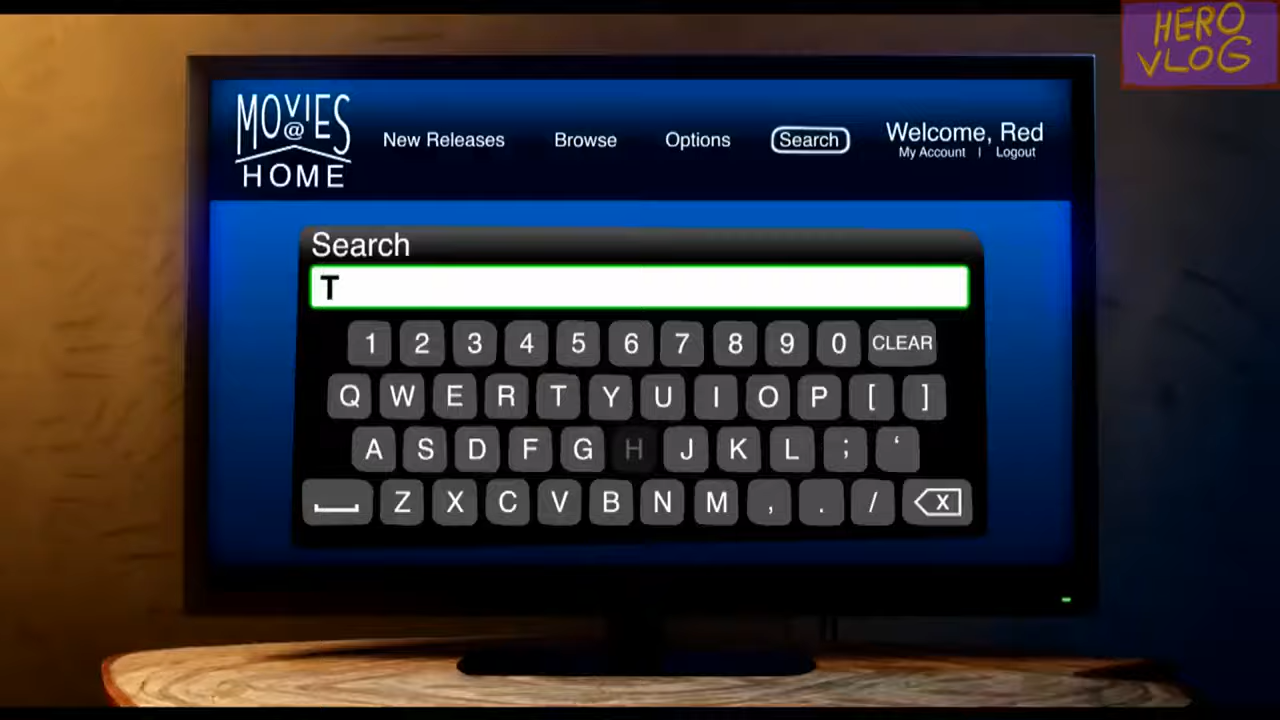 HERO
VLOG
MOVIES
@
HOME
New Releases
Browse
Options
Search
Welcome, Red
My Account | Logout
Search
T
1 2 3 4 5 6 7 8 9 0 CLEAR
Q W E R T Y U I O P [ ]
A S D F G H J K L ; ‘
Z X C V B N M , . / X